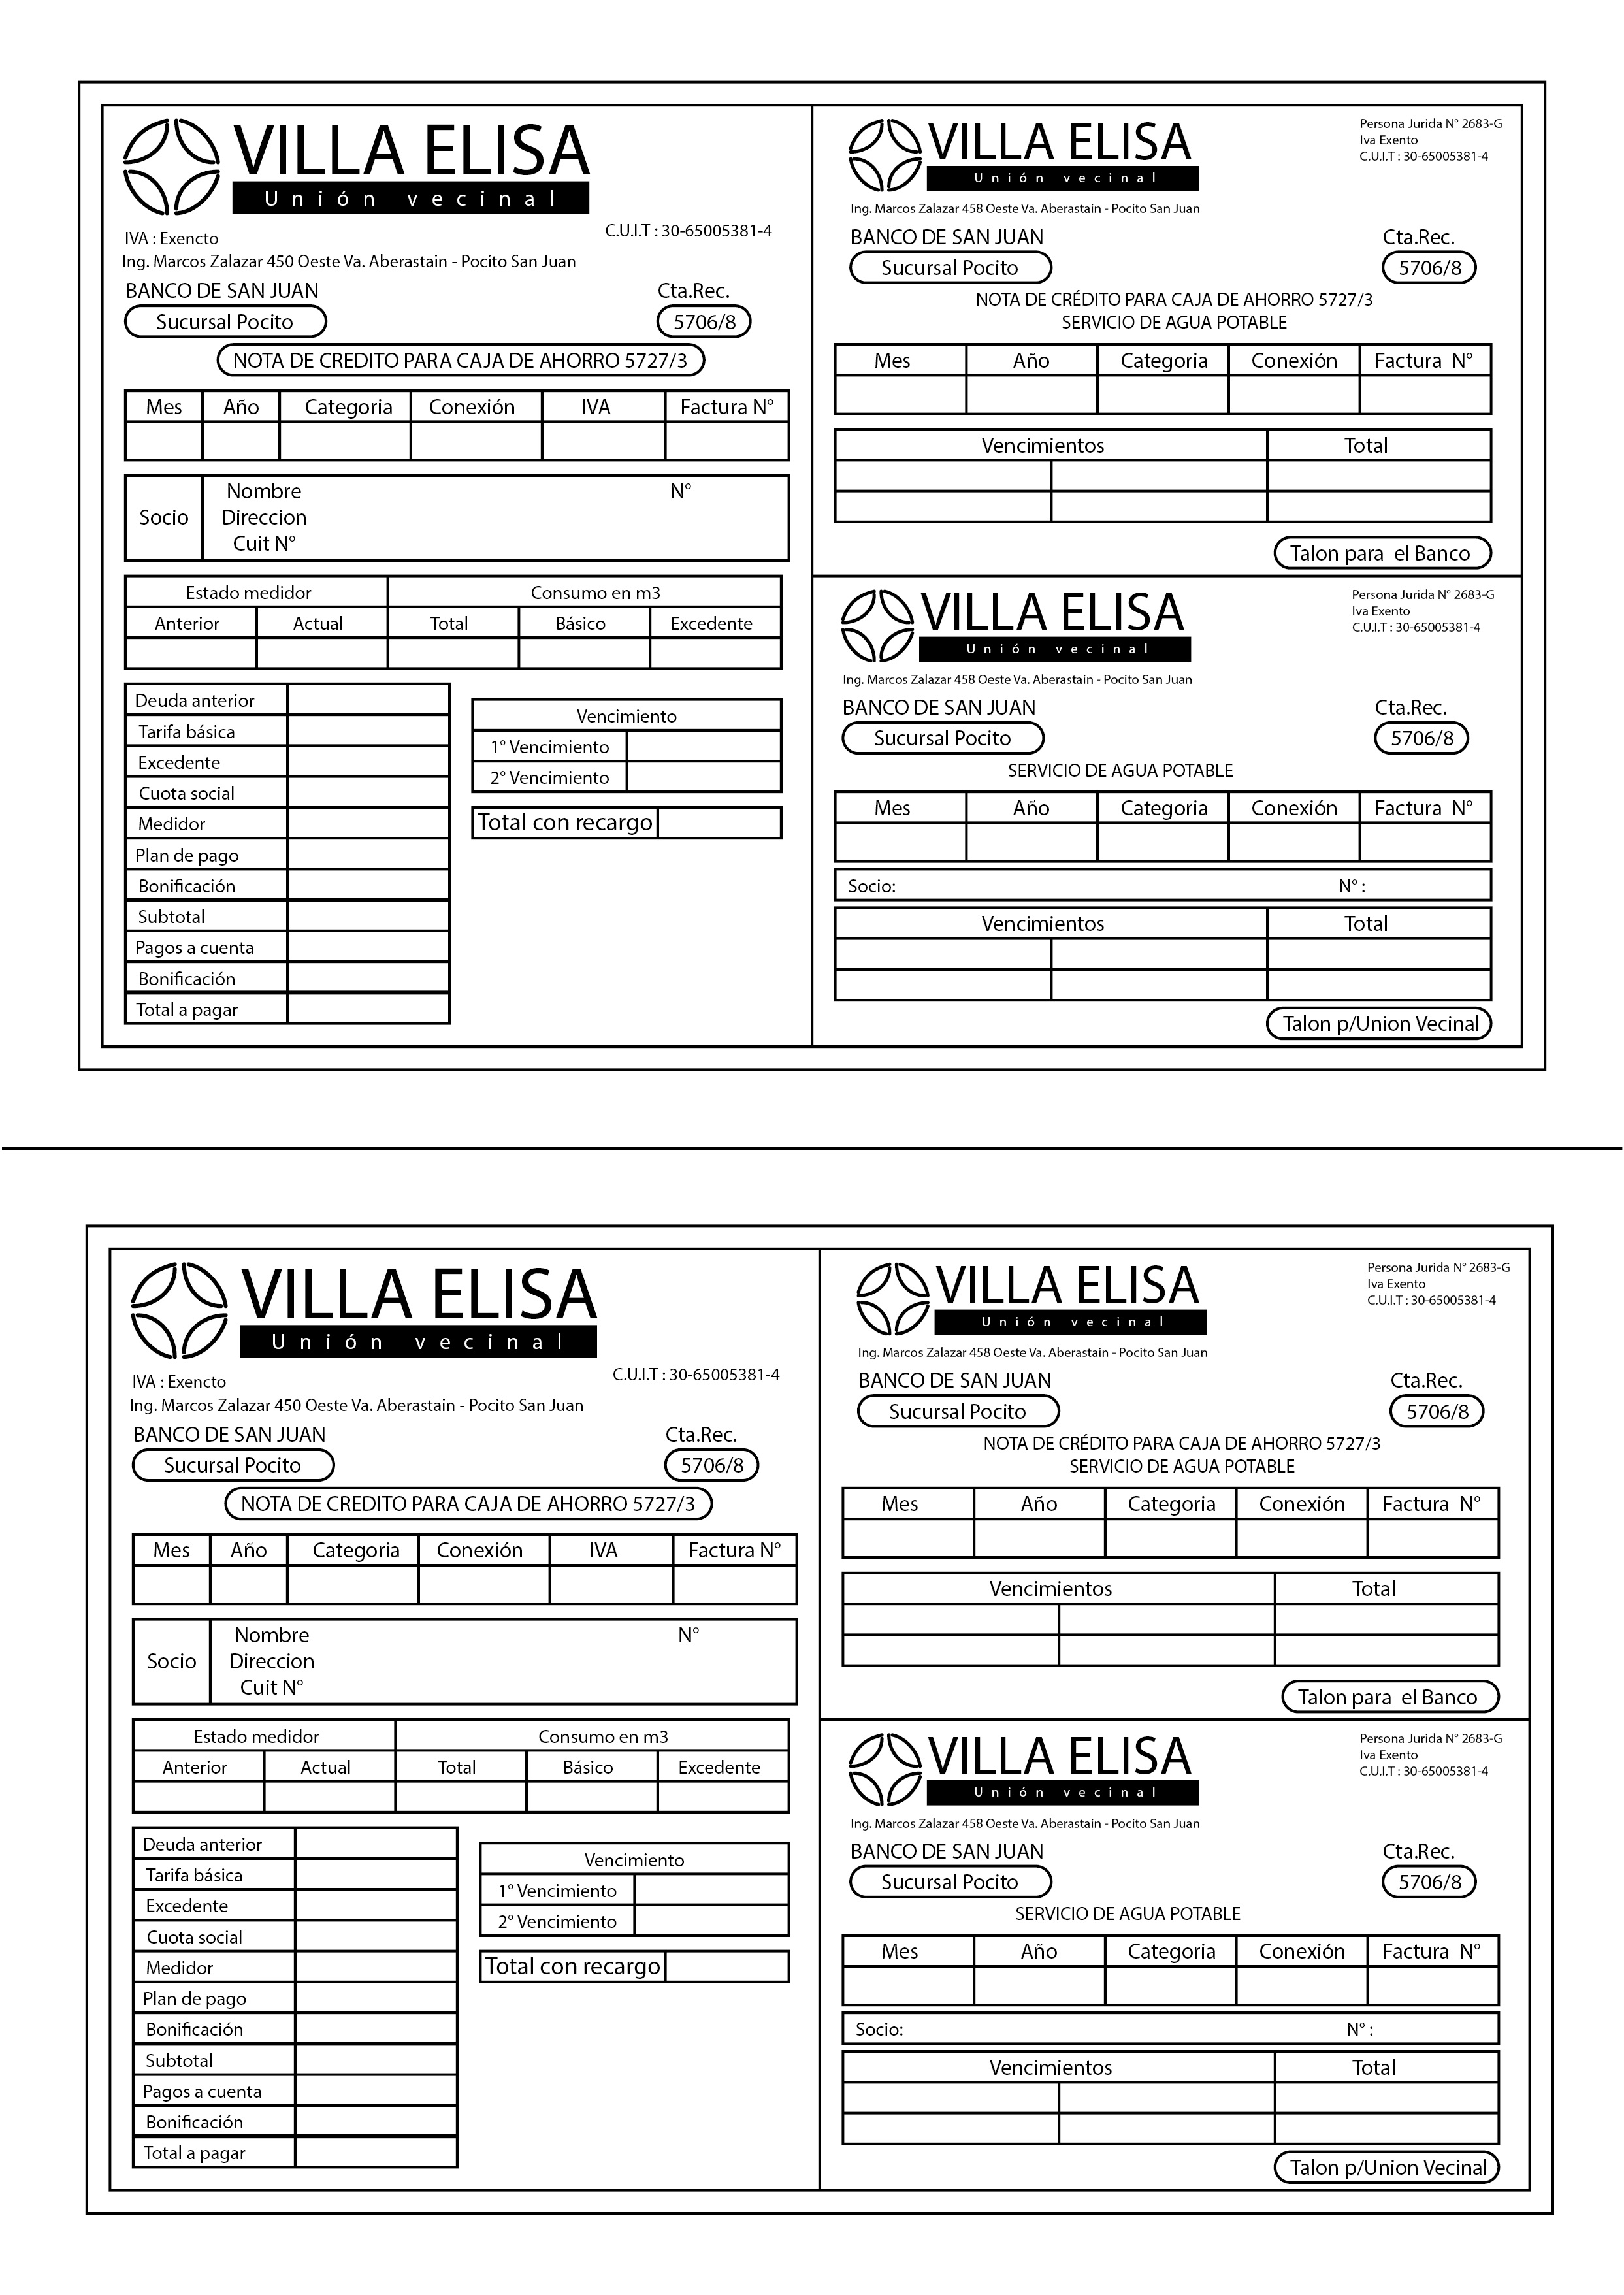 VILLA ELISA
Unión vecinal
IVA : Exencto
C.U.I.T : 30-65005381-4
Ing. Marcos Zalazar 450 Oeste Va. Aberastain - Pocito San Juan
BANCO DE SAN JUAN Cta.Rec.
Sucursal Pocito 5706/8
NOTA DE CREDITO PARA CAJA DE AHORRO 5727/3
Mes Año Categoria Conexión IVA Factura N°
Nombre N°
Socio Direccion
Cuit N°
Estado medidor Consumo en m3
Anterior Actual Total Básico Excedente
Deuda anterior
Tarifa básica
Excedente
Cuota social
Medidor
Plan de pago
Bonificación
Subtotal
Pagos a cuenta
Bonificación
Total a pagar
Vencimiento
1° Vencimiento
2° Vencimiento
Total con recargo
VILLA ELISA
Unión vecinal
Persona Jurida N° 2683-G
Iva Exento
C.U.I.T : 30-65005381-4
Ing. Marcos Zalazar 458 Oeste Va. Aberastain - Pocito San Juan
BANCO DE SAN JUAN Cta.Rec.
Sucursal Pocito 5706/8
NOTA DE CRÉDITO PARA CAJA DE AHORRO 5727/3
SERVICIO DE AGUA POTABLE
Mes Año Categoria Conexión Factura N°
Vencimientos Total
Talon para el Banco
VILLA ELISA
Unión vecinal
Persona Jurida N° 2683-G
Iva Exento
C.U.I.T : 30-65005381-4
Ing. Marcos Zalazar 458 Oeste Va. Aberastain - Pocito San Juan
BANCO DE SAN JUAN Cta.Rec.
Sucursal Pocito 5706/8
SERVICIO DE AGUA POTABLE
Mes Año Categoria Conexión Factura N°
Socio: N° :
Vencimientos Total
Talon p/Union Vecinal
VILLA ELISA
Unión vecinal
IVA : Exencto
C.U.I.T : 30-65005381-4
Ing. Marcos Zalazar 450 Oeste Va. Aberastain - Pocito San Juan
BANCO DE SAN JUAN Cta.Rec.
Sucursal Pocito 5706/8
NOTA DE CREDITO PARA CAJA DE AHORRO 5727/3
Mes Año Categoria Conexión IVA Factura N°
Nombre N°
Socio Direccion
Cuit N°
Estado medidor Consumo en m3
Anterior Actual Total Básico Excedente
Deuda anterior
Tarifa básica
Excedente
Cuota social
Medidor
Plan de pago
Bonificación
Subtotal
Pagos a cuenta
Bonificación
Total a pagar
Vencimiento
1° Vencimiento
2° Vencimiento
Total con recargo
VILLA ELISA
Unión vecinal
Persona Jurida N° 2683-G
Iva Exento
C.U.I.T : 30-65005381-4
Ing. Marcos Zalazar 458 Oeste Va. Aberastain - Pocito San Juan
BANCO DE SAN JUAN Cta.Rec.
Sucursal Pocito 5706/8
NOTA DE CRÉDITO PARA CAJA DE AHORRO 5727/3
SERVICIO DE AGUA POTABLE
Mes Año Categoria Conexión Factura N°
Vencimientos Total
Talon para el Banco
VILLA ELISA
Unión vecinal
Persona Jurida N° 2683-G
Iva Exento
C.U.I.T : 30-65005381-4
Ing. Marcos Zalazar 458 Oeste Va. Aberastain - Pocito San Juan
BANCO DE SAN JUAN Cta.Rec.
Sucursal Pocito 5706/8
SERVICIO DE AGUA POTABLE
Mes Año Categoria Conexión Factura N°
Socio: N° :
Vencimientos Total
Talon p/Union Vecinal